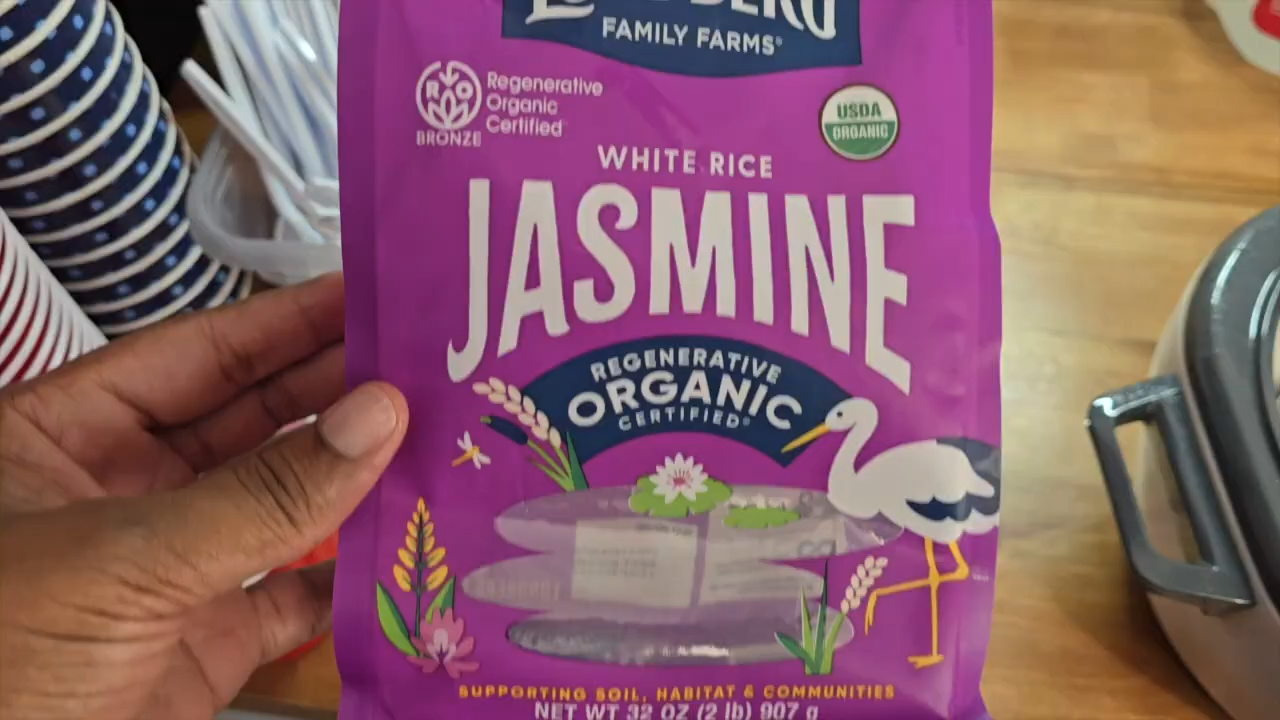 FAMILY FARMS®
Regenerative
Organic
Certified
BRONZE
USDA
ORGANIC
WHITE RICE
JASMINE
REGENERATIVE
ORGANIC
CERTIFIED®
SUPPORTING SOIL, HABITAT & COMMUNITIES
NET WT 32 OZ (2 lb) 907 g